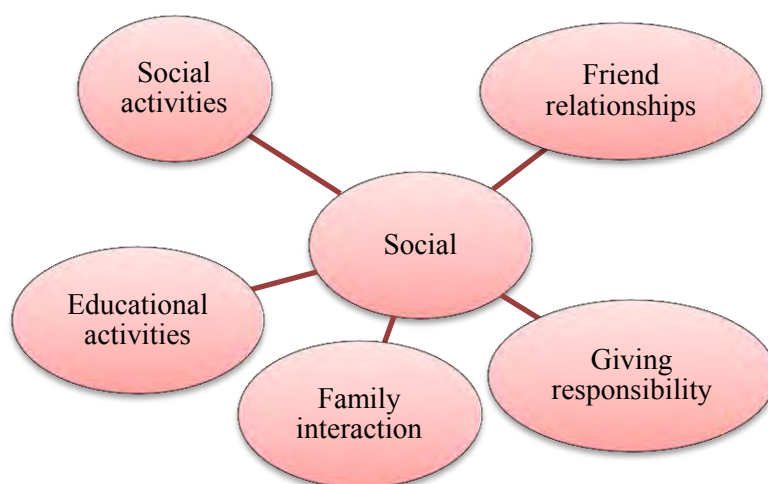 Social
activities
Friend
relationships
Social
Educational
activities
Giving
responsibility
Family
interaction